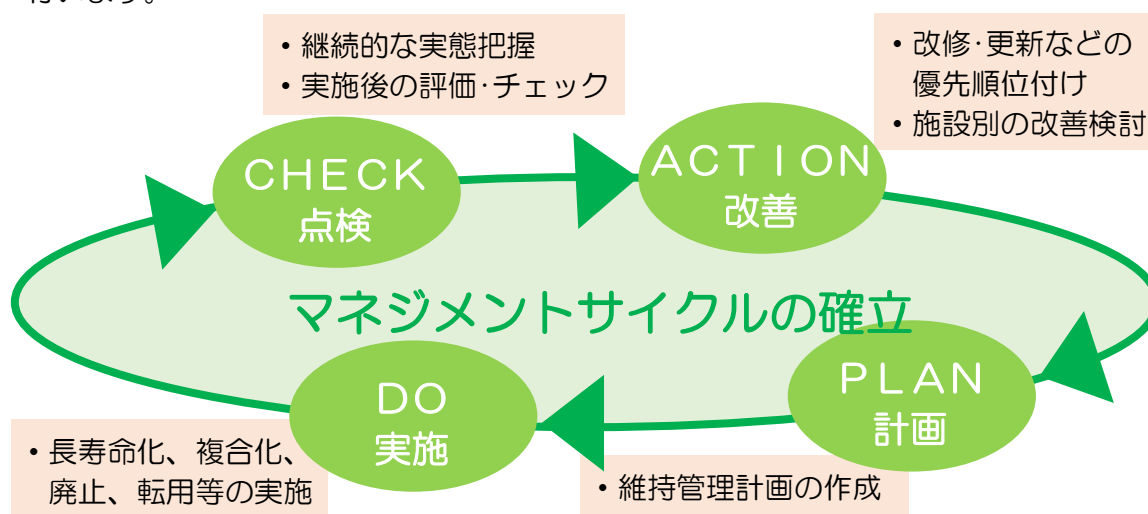 ・継続的な実態把握
・実施後の評価・チェック
・改修・更新などの
優先順位付け
・施設別の改善検討
CHECK
点検
ACTION
改善
マネジメントサイクルの確立
DO
実施
PLAN
計画
・長寿命化、複合化、
廃止、転用等の実施
・維持管理計画の作成